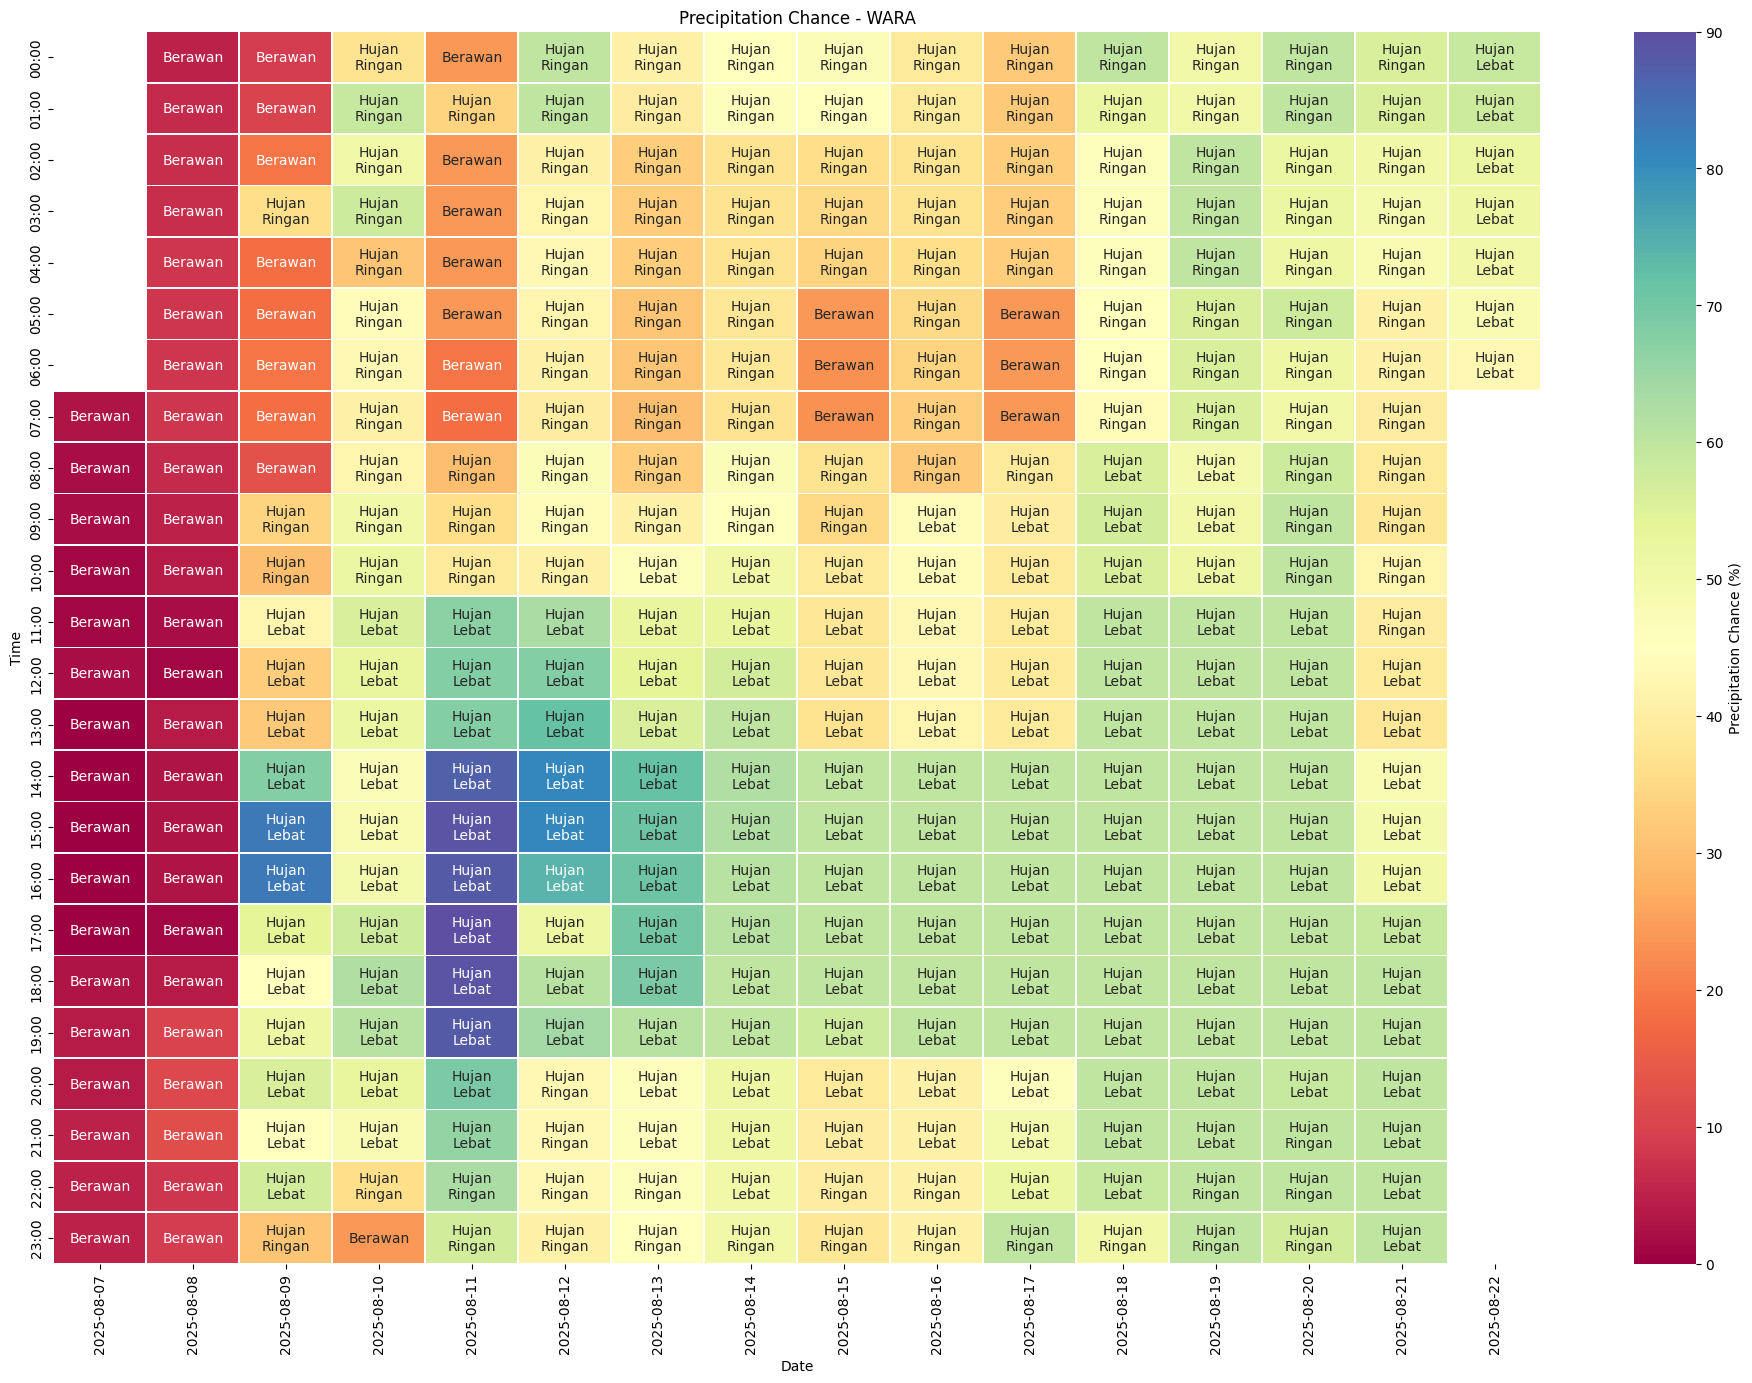 Precipitation Chance - WARA
00:00 Berawan Berawan Hujan Ringan Berawan Hujan Ringan Hujan Ringan Hujan Ringan Hujan Ringan Hujan Ringan Hujan Ringan Hujan Ringan Hujan Ringan Hujan Ringan Hujan Ringan Hujan Lebat
01:00 Berawan Berawan Hujan Ringan Hujan Ringan Hujan Ringan Hujan Ringan Hujan Ringan Hujan Ringan Hujan Ringan Hujan Ringan Hujan Ringan Hujan Ringan Hujan Ringan Hujan Ringan Hujan Lebat
02:00 Berawan Berawan Hujan Ringan Berawan Hujan Ringan Hujan Ringan Hujan Ringan Hujan Ringan Hujan Ringan Hujan Ringan Hujan Ringan Hujan Ringan Hujan Ringan Hujan Ringan Hujan Lebat
03:00 Berawan Hujan Ringan Hujan Ringan Berawan Hujan Ringan Hujan Ringan Hujan Ringan Hujan Ringan Hujan Ringan Hujan Ringan Hujan Ringan Hujan Ringan Hujan Ringan Hujan Ringan Hujan Lebat
04:00 Berawan Berawan Hujan Ringan Berawan Hujan Ringan Hujan Ringan Hujan Ringan Hujan Ringan Hujan Ringan Hujan Ringan Hujan Ringan Hujan Ringan Hujan Ringan Hujan Ringan Hujan Lebat
05:00 Berawan Berawan Hujan Ringan Berawan Hujan Ringan Hujan Ringan Hujan Ringan Berawan Hujan Ringan Berawan Hujan Ringan Hujan Ringan Hujan Ringan Hujan Ringan Hujan Lebat
06:00 Berawan Berawan Hujan Ringan Berawan Hujan Ringan Hujan Ringan Hujan Ringan Berawan Hujan Ringan Berawan Hujan Ringan Hujan Ringan Hujan Ringan Hujan Ringan Hujan Lebat
07:00 Berawan Berawan Berawan Hujan Ringan Berawan Hujan Ringan Hujan Ringan Hujan Ringan Berawan Hujan Ringan Berawan Hujan Ringan Hujan Ringan Hujan Ringan Hujan Ringan
08:00 Berawan Berawan Berawan Hujan Ringan Hujan Ringan Hujan Ringan Hujan Ringan Hujan Ringan Hujan Ringan Hujan Ringan Hujan Ringan Hujan Lebat Hujan Lebat Hujan Ringan Hujan Ringan
09:00 Berawan Berawan Hujan Ringan Hujan Ringan Hujan Ringan Hujan Ringan Hujan Ringan Hujan Ringan Hujan Ringan Hujan Lebat Hujan Lebat Hujan Lebat Hujan Lebat Hujan Ringan Hujan Ringan
10:00 Berawan Berawan Hujan Ringan Hujan Ringan Hujan Ringan Hujan Ringan Hujan Lebat Hujan Lebat Hujan Lebat Hujan Lebat Hujan Lebat Hujan Lebat Hujan Lebat Hujan Ringan Hujan Ringan
11:00 Berawan Berawan Hujan Lebat Hujan Lebat Hujan Lebat Hujan Lebat Hujan Lebat Hujan Lebat Hujan Lebat Hujan Lebat Hujan Lebat Hujan Lebat Hujan Lebat Hujan Lebat Hujan Ringan
12:00 Berawan Berawan Hujan Lebat Hujan Lebat Hujan Lebat Hujan Lebat Hujan Lebat Hujan Lebat Hujan Lebat Hujan Lebat Hujan Lebat Hujan Lebat Hujan Lebat Hujan Lebat Hujan Lebat
13:00 Berawan Berawan Hujan Lebat Hujan Lebat Hujan Lebat Hujan Lebat Hujan Lebat Hujan Lebat Hujan Lebat Hujan Lebat Hujan Lebat Hujan Lebat Hujan Lebat Hujan Lebat Hujan Lebat
14:00 Berawan Berawan Hujan Lebat Hujan Lebat Hujan Lebat Hujan Lebat Hujan Lebat Hujan Lebat Hujan Lebat Hujan Lebat Hujan Lebat Hujan Lebat Hujan Lebat Hujan Lebat Hujan Lebat
15:00 Berawan Berawan Hujan Lebat Hujan Lebat Hujan Lebat Hujan Lebat Hujan Lebat Hujan Lebat Hujan Lebat Hujan Lebat Hujan Lebat Hujan Lebat Hujan Lebat Hujan Lebat Hujan Lebat
16:00 Berawan Berawan Hujan Lebat Hujan Lebat Hujan Lebat Hujan Lebat Hujan Lebat Hujan Lebat Hujan Lebat Hujan Lebat Hujan Lebat Hujan Lebat Hujan Lebat Hujan Lebat Hujan Lebat
17:00 Berawan Berawan Hujan Lebat Hujan Lebat Hujan Lebat Hujan Lebat Hujan Lebat Hujan Lebat Hujan Lebat Hujan Lebat Hujan Lebat Hujan Lebat Hujan Lebat Hujan Lebat Hujan Lebat
18:00 Berawan Berawan Hujan Lebat Hujan Lebat Hujan Lebat Hujan Lebat Hujan Lebat Hujan Lebat Hujan Lebat Hujan Lebat Hujan Lebat Hujan Lebat Hujan Lebat Hujan Lebat Hujan Lebat
19:00 Berawan Berawan Hujan Lebat Hujan Lebat Hujan Lebat Hujan Lebat Hujan Lebat Hujan Lebat Hujan Lebat Hujan Lebat Hujan Lebat Hujan Lebat Hujan Lebat Hujan Lebat Hujan Lebat
20:00 Berawan Berawan Hujan Lebat Hujan Lebat Hujan Lebat Hujan Ringan Hujan Lebat Hujan Lebat Hujan Lebat Hujan Lebat Hujan Lebat Hujan Lebat Hujan Lebat Hujan Lebat Hujan Lebat
21:00 Berawan Berawan Hujan Lebat Hujan Lebat Hujan Lebat Hujan Ringan Hujan Lebat Hujan Lebat Hujan Lebat Hujan Lebat Hujan Lebat Hujan Lebat Hujan Lebat Hujan Ringan Hujan Lebat
22:00 Berawan Berawan Hujan Lebat Hujan Ringan Hujan Ringan Hujan Ringan Hujan Ringan Hujan Lebat Hujan Ringan Hujan Ringan Hujan Lebat Hujan Lebat Hujan Ringan Hujan Ringan Hujan Lebat
23:00 Berawan Berawan Hujan Ringan Berawan Hujan Ringan Hujan Ringan Hujan Ringan Hujan Ringan Hujan Ringan Hujan Ringan Hujan Ringan Hujan Ringan Hujan Ringan Hujan Ringan Hujan Lebat
2025-08-07 2025-08-08 2025-08-09 2025-08-10 2025-08-11 2025-08-12 2025-08-13 2025-08-14 2025-08-15 2025-08-16 2025-08-17 2025-08-18 2025-08-19 2025-08-20 2025-08-21 2025-08-22
Time
Date
90
80
70
60
50
40
30
20
10
0
Precipitation Chance (%)